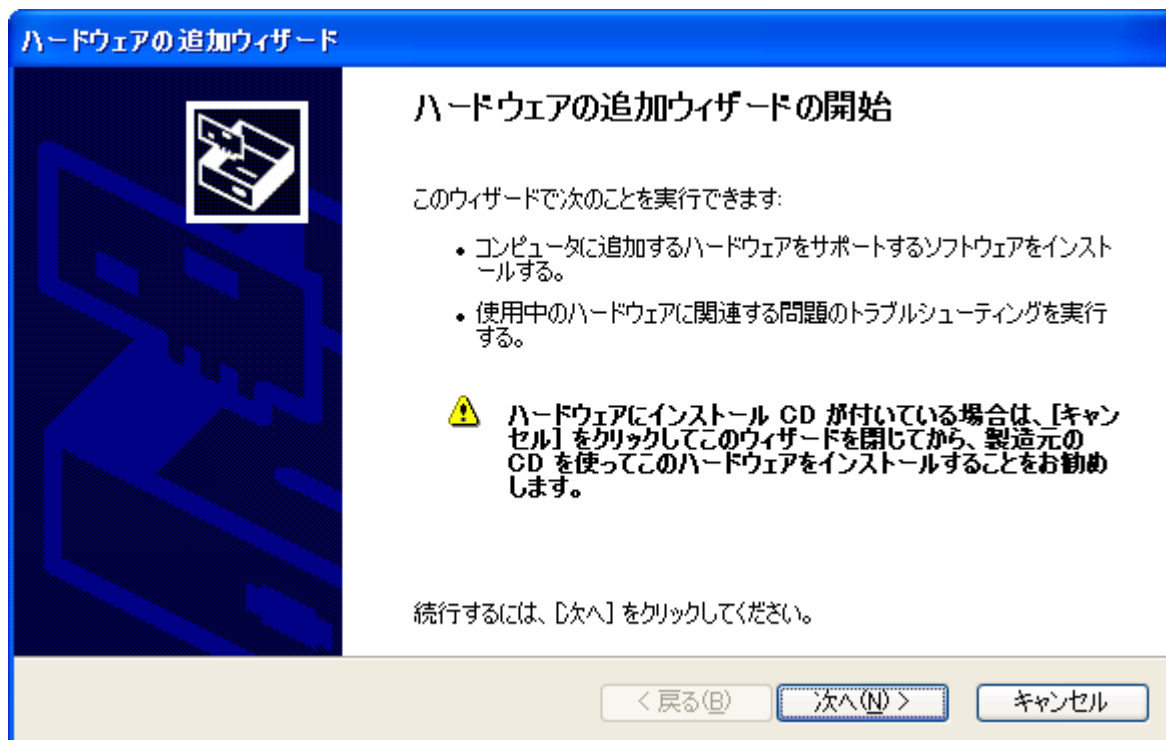 ハードウェアの追加ウィザード
ハードウェアの追加ウィザードの開始
このウィザードで次のことを実行できます:
• コンピュータに追加するハードウェアをサポートするソフトウェアをインスト
ールする。
• 使用中のハードウェアに関連する問題のトラブルシューティングを実行
する。
ハードウェアにインストール CD が付いている場合は、[キャン
セル] をクリックしてこのウィザードを閉じてから、製造元の
CD を使ってこのハードウェアをインストールすることをお勧め
します。
続行するには、[次へ] をクリックしてください。
< 戻る(B) 次へ(N) > キャンセル